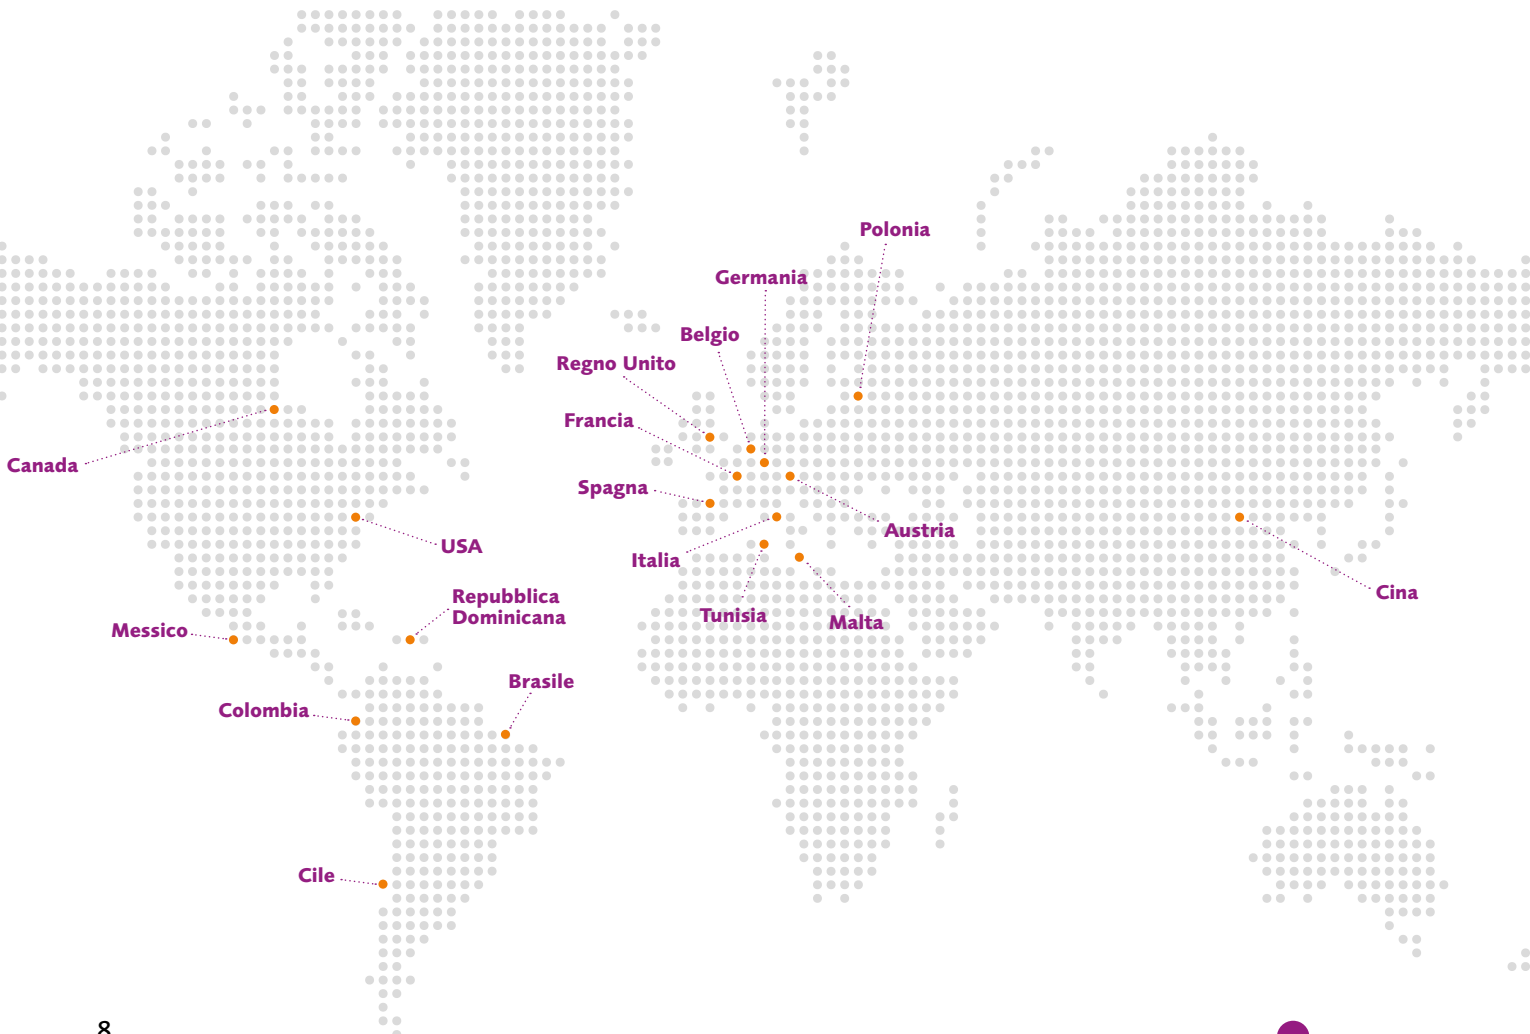 Polonia
Germania
Belgio
Regno Unito
Francia
Canada
Spagna
Austria
USA
Italia
Cina
Repubblica
Dominicana
Tunisia
Malta
Messico
Brasile
Colombia
Cile
8